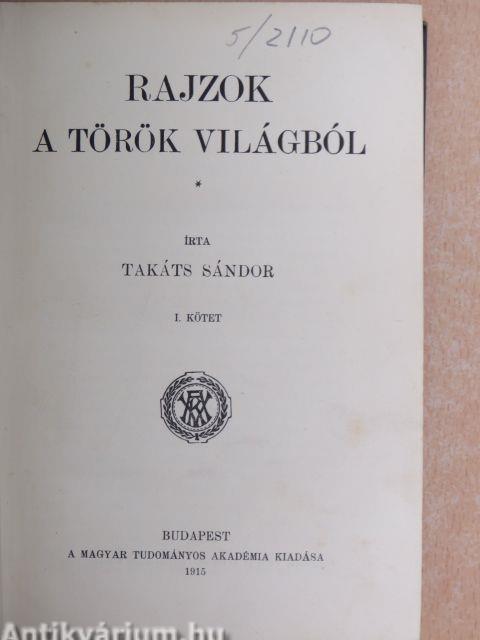 5/2110
RAJZOK
A TÖRÖK VILÁGBÓL
*
ÍRTA
TAKÁTS SÁNDOR
I. KÖTET
BUDAPEST
A MAGYAR TUDOMÁNYOS AKADÉMIA KIADÁSA
1915
Antikvárium.hu